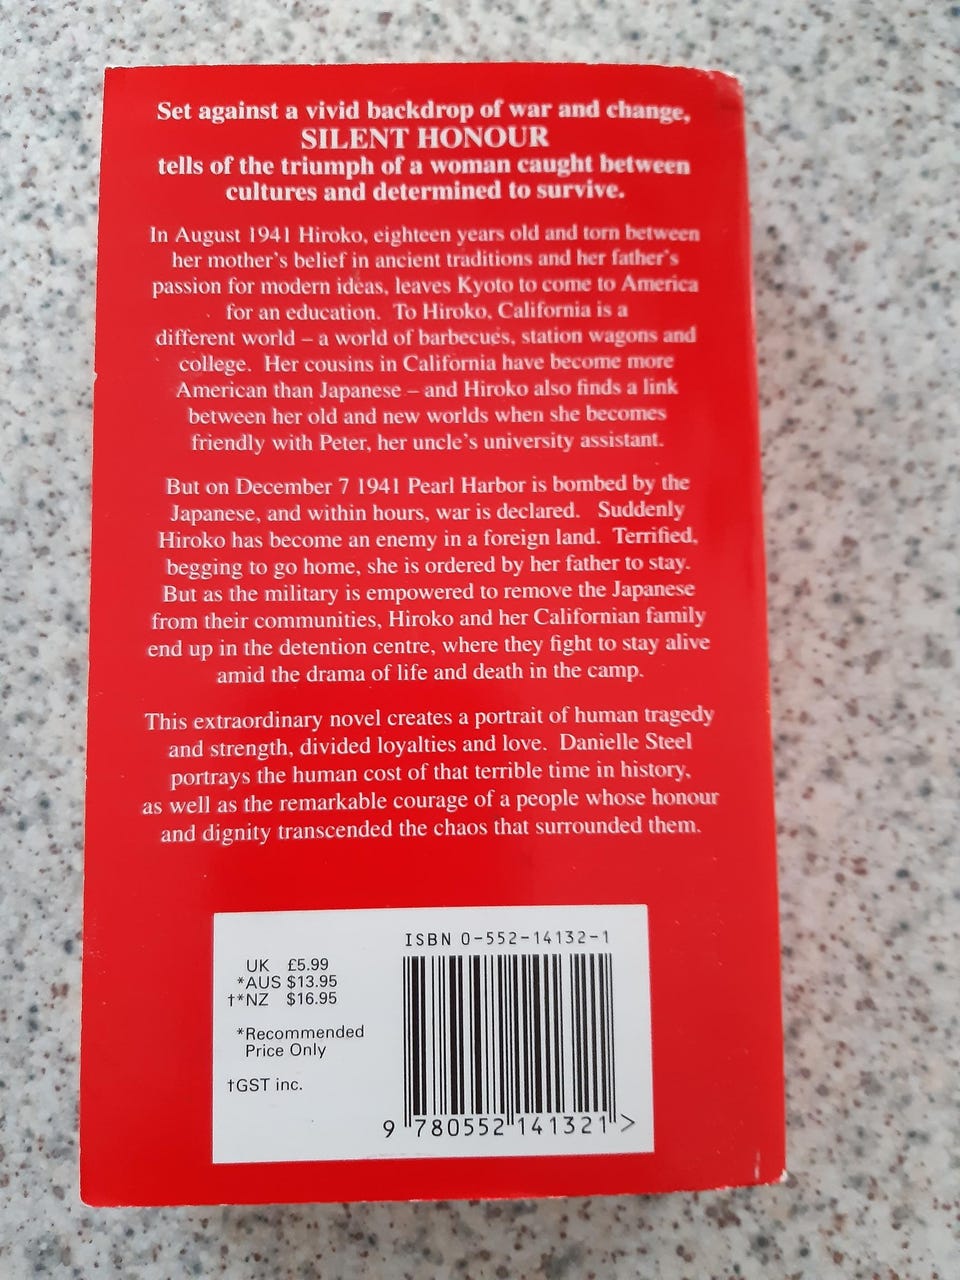 Set against a vivid backdrop of war and change,
SILENT HONOUR
tells of the triumph of a woman caught between
cultures and determined to survive.
In August 1941 Hiroko, eighteen years old and torn between
her mother's belief in ancient traditions and her father's
passion for modern ideas, leaves Kyoto to come to America
for an education. To Hiroko, California is a
different world – a world of barbecues, station wagons and
college. Her cousins in California have become more
American than Japanese – and Hiroko also finds a link
between her old and new worlds when she becomes
friendly with Peter, her uncle's university assistant.
But on December 7 1941 Pearl Harbor is bombed by the
Japanese, and within hours, war is declared. Suddenly
Hiroko has become an enemy in a foreign land. Terrified,
begging to go home, she is ordered by her father to stay.
But as the military is empowered to remove the Japanese
from their communities, Hiroko and her Californian family
end up in the detention centre, where they fight to stay alive
amid the drama of life and death in the camp.
This extraordinary novel creates a portrait of human tragedy
and strength, divided loyalties and love. Danielle Steel
portrays the human cost of that terrible time in history,
as well as the remarkable courage of a people whose honour
and dignity transcended the chaos that surrounded them.
ISBN 0-552-14132-1
UK £5.99
*AUS $13.95
†*NZ $16.95
*Recommended
Price Only
†GST inc.
9 780552 141321 >